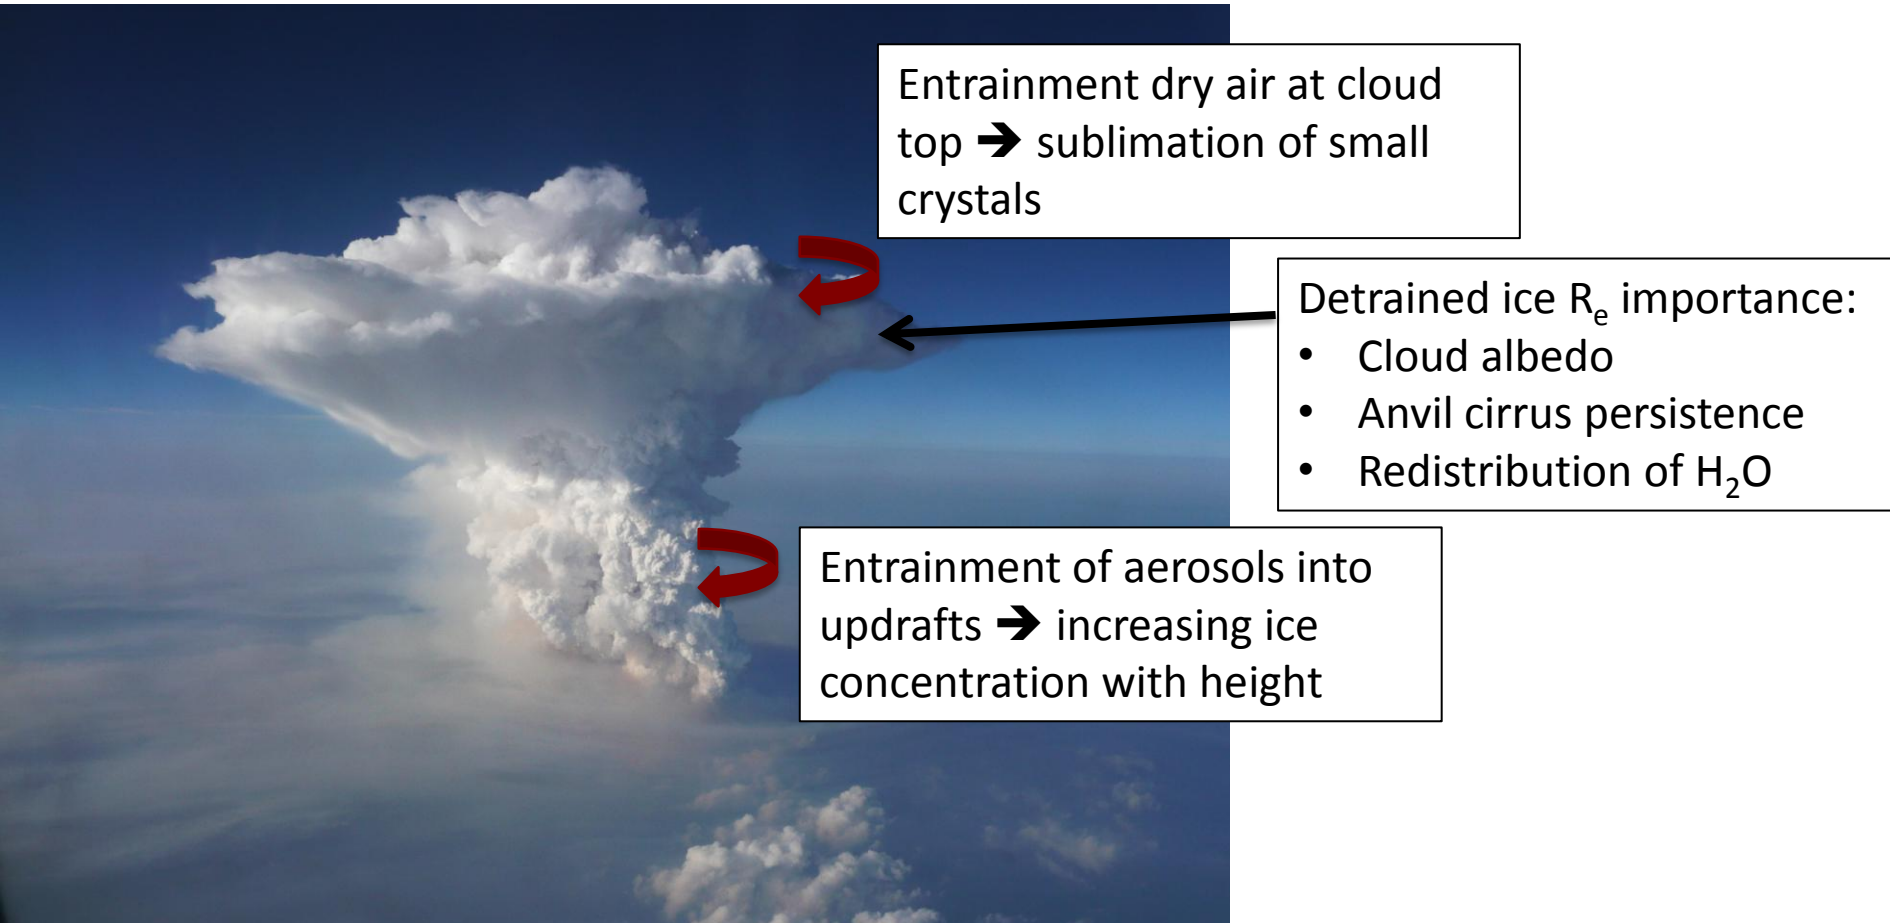 Entrainment dry air at cloud
top ➔ sublimation of small
crystals
Detrained ice Rₑ importance:
• Cloud albedo
• Anvil cirrus persistence
• Redistribution of H₂O
Entrainment of aerosols into
updrafts ➔ increasing ice
concentration with height